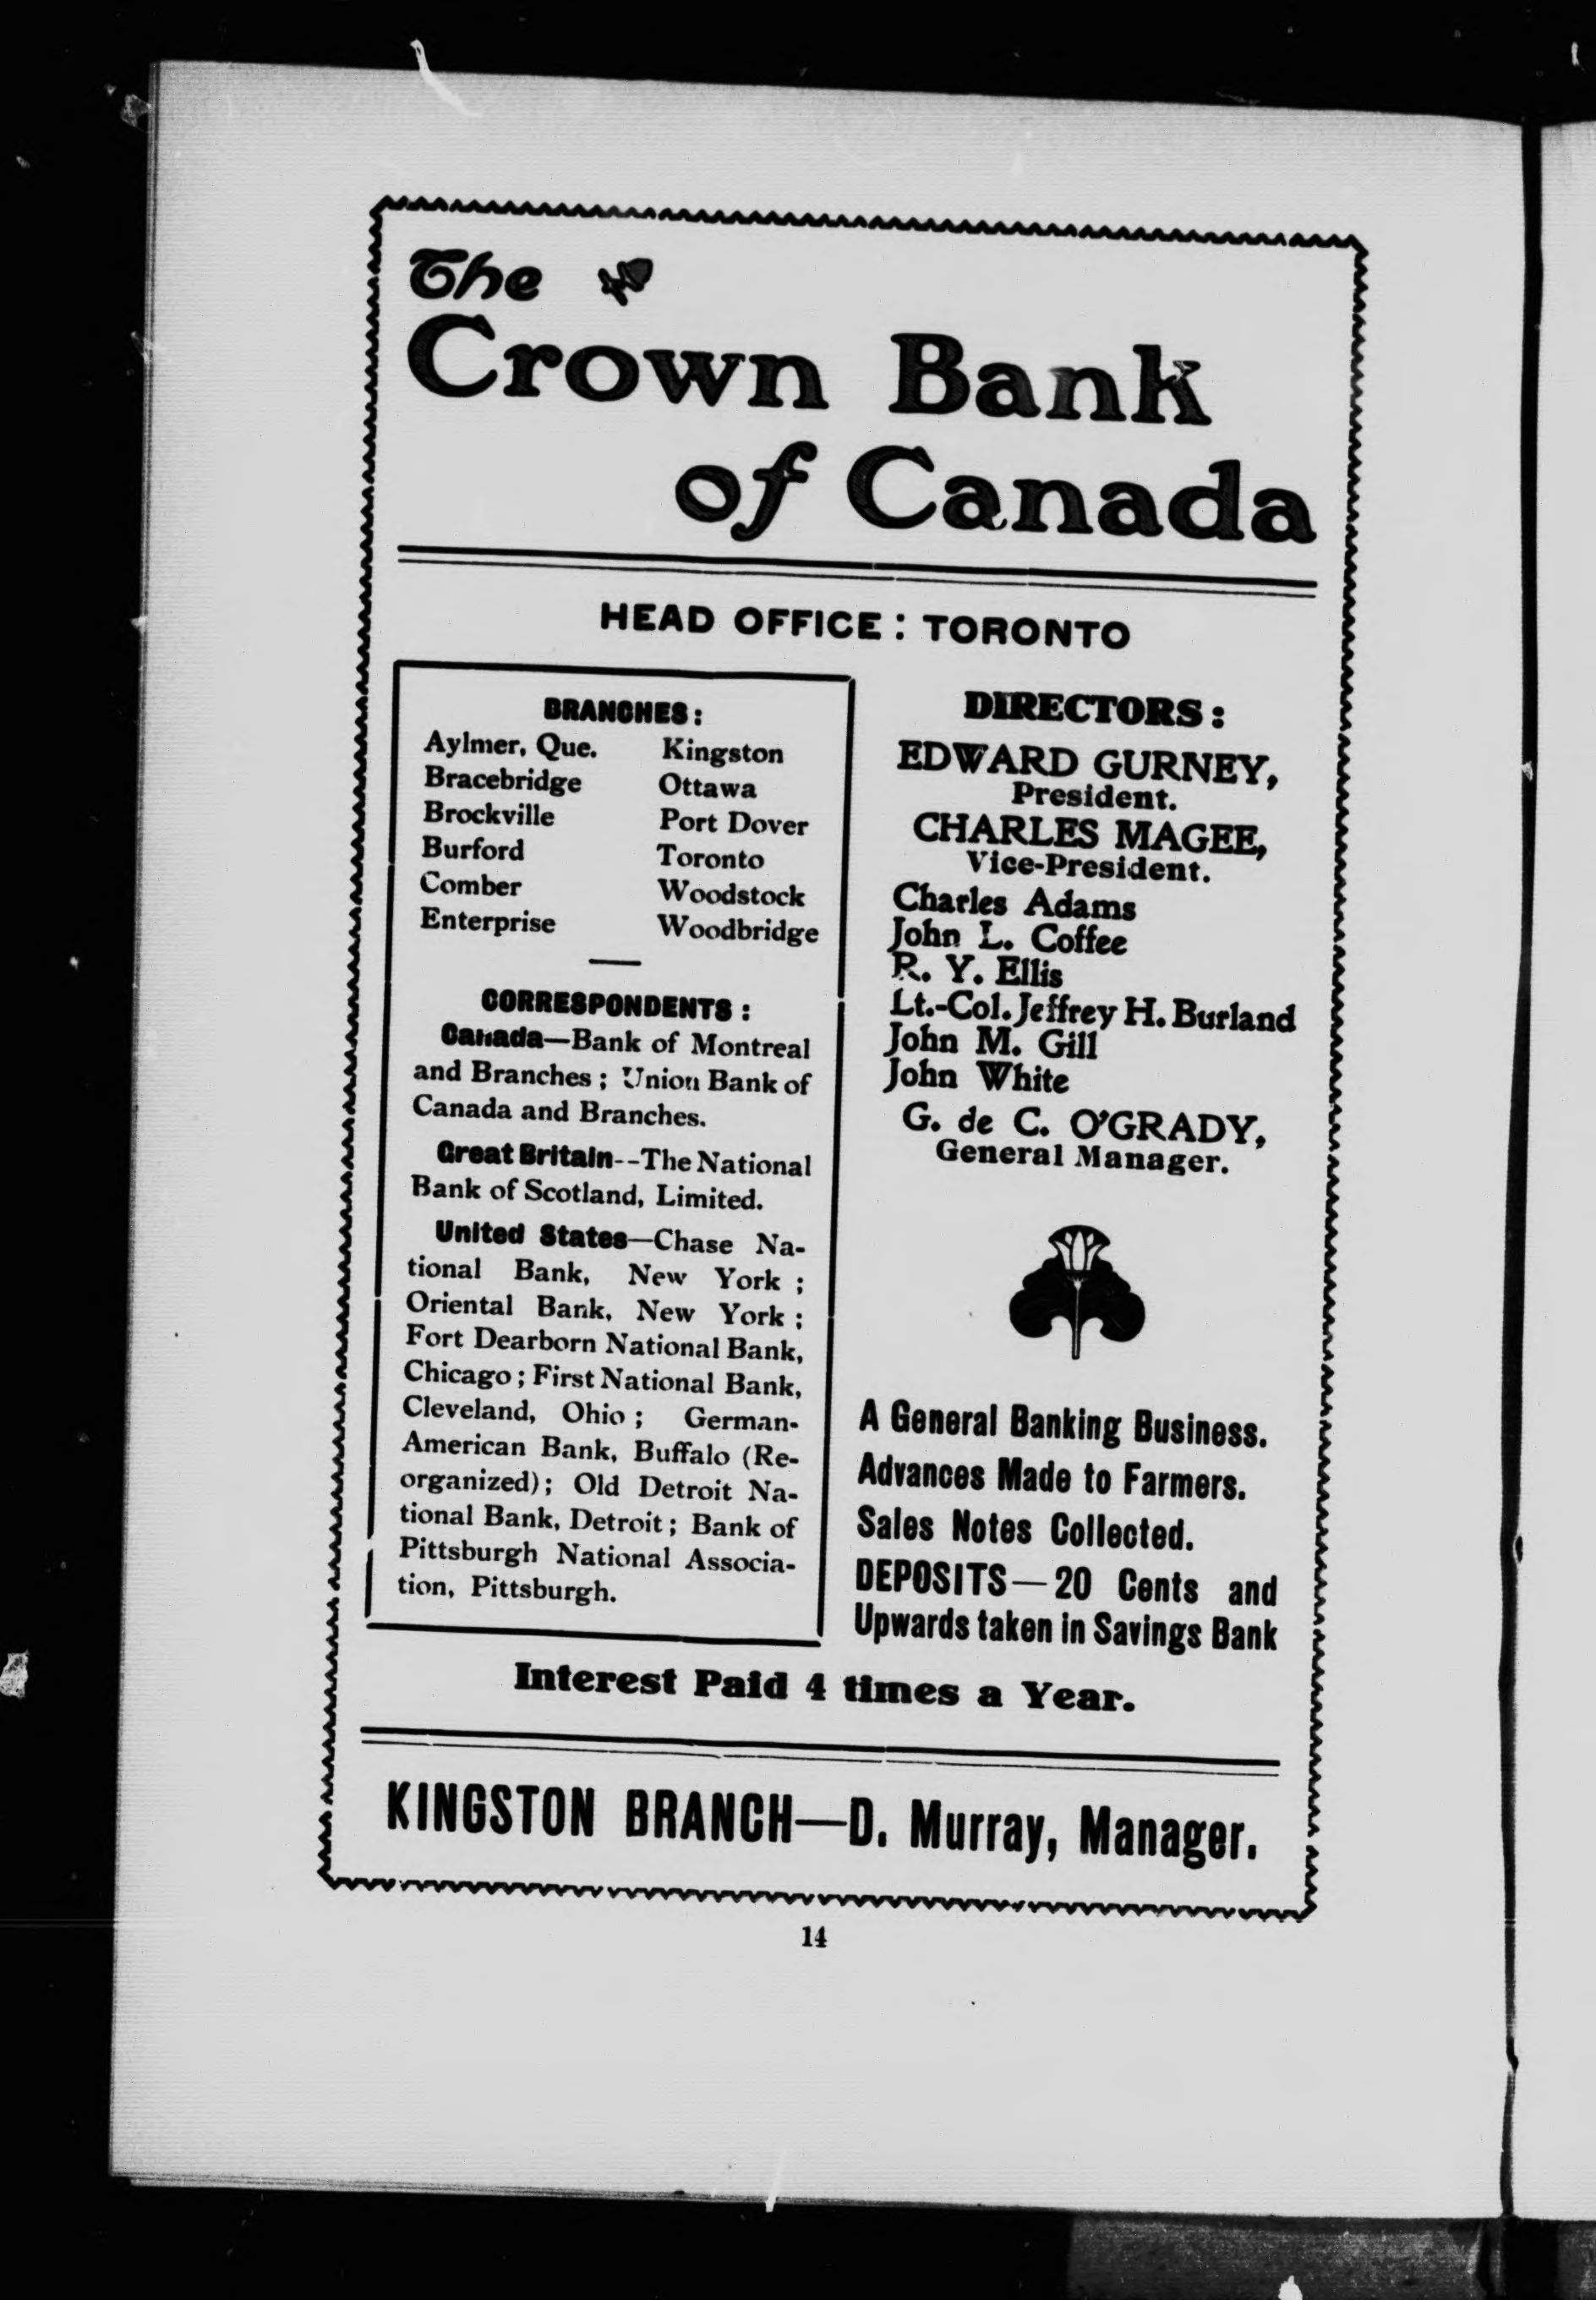 The
Crown Bank
of Canada
HEAD OFFICE : TORONTO
BRANCHES :
Aylmer, Que. Kingston
Bracebridge Ottawa
Brockville Port Dover
Burford Toronto
Comber Woodstock
Enterprise Woodbridge
CORRESPONDENTS :
Canada—Bank of Montreal
and Branches ; Union Bank of
Canada and Branches.
Great Britain--The National
Bank of Scotland, Limited.
United States—Chase Na-
tional Bank, New York ;
Oriental Bank, New York ;
Fort Dearborn National Bank,
Chicago ; First National Bank,
Cleveland, Ohio ; German-
American Bank, Buffalo (Re-
organized) ; Old Detroit Na-
tional Bank, Detroit ; Bank of
Pittsburgh National Associa-
tion, Pittsburgh.
DIRECTORS :
EDWARD GURNEY,
President.
CHARLES MAGEE,
Vice-President.
Charles Adams
John L. Coffee
R. Y. Ellis
Lt.-Col. Jeffrey H. Burland
John M. Gill
John White
G. de C. O'GRADY,
General Manager.
A General Banking Business.
Advances Made to Farmers.
Sales Notes Collected.
DEPOSITS—20 Cents and
Upwards taken in Savings Bank
Interest Paid 4 times a Year.
KINGSTON BRANCH—D. Murray, Manager.
14